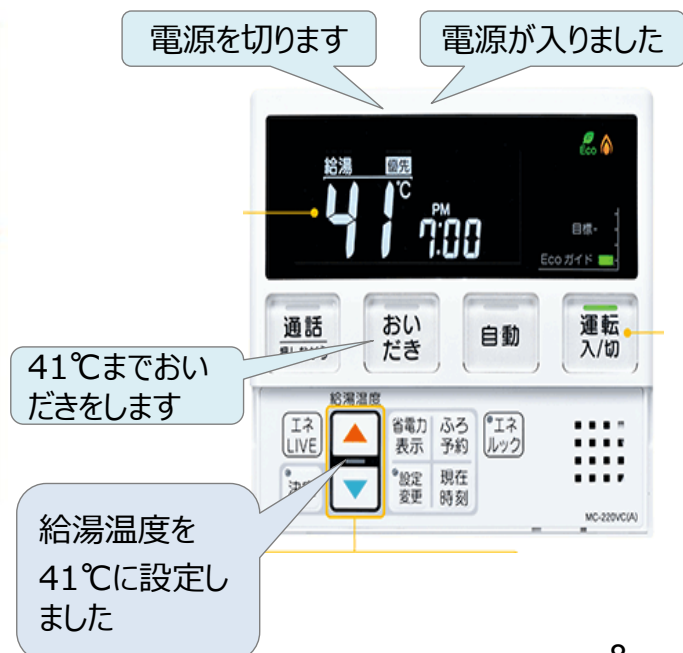 電源を切ります
電源が入りました
給湯 優先
41℃
PM
7:00
Eco
目標-
Ecoガイド
通話
おい
だき
自動
運転
入/切
41℃までおい
だきをします
給湯温度
エネ
LIVE
省電力
表示
ふろ
予約
エネ
ルック
設定
変更
現在
時刻
MC-220VC(A)
給湯温度を
41℃に設定し
ました